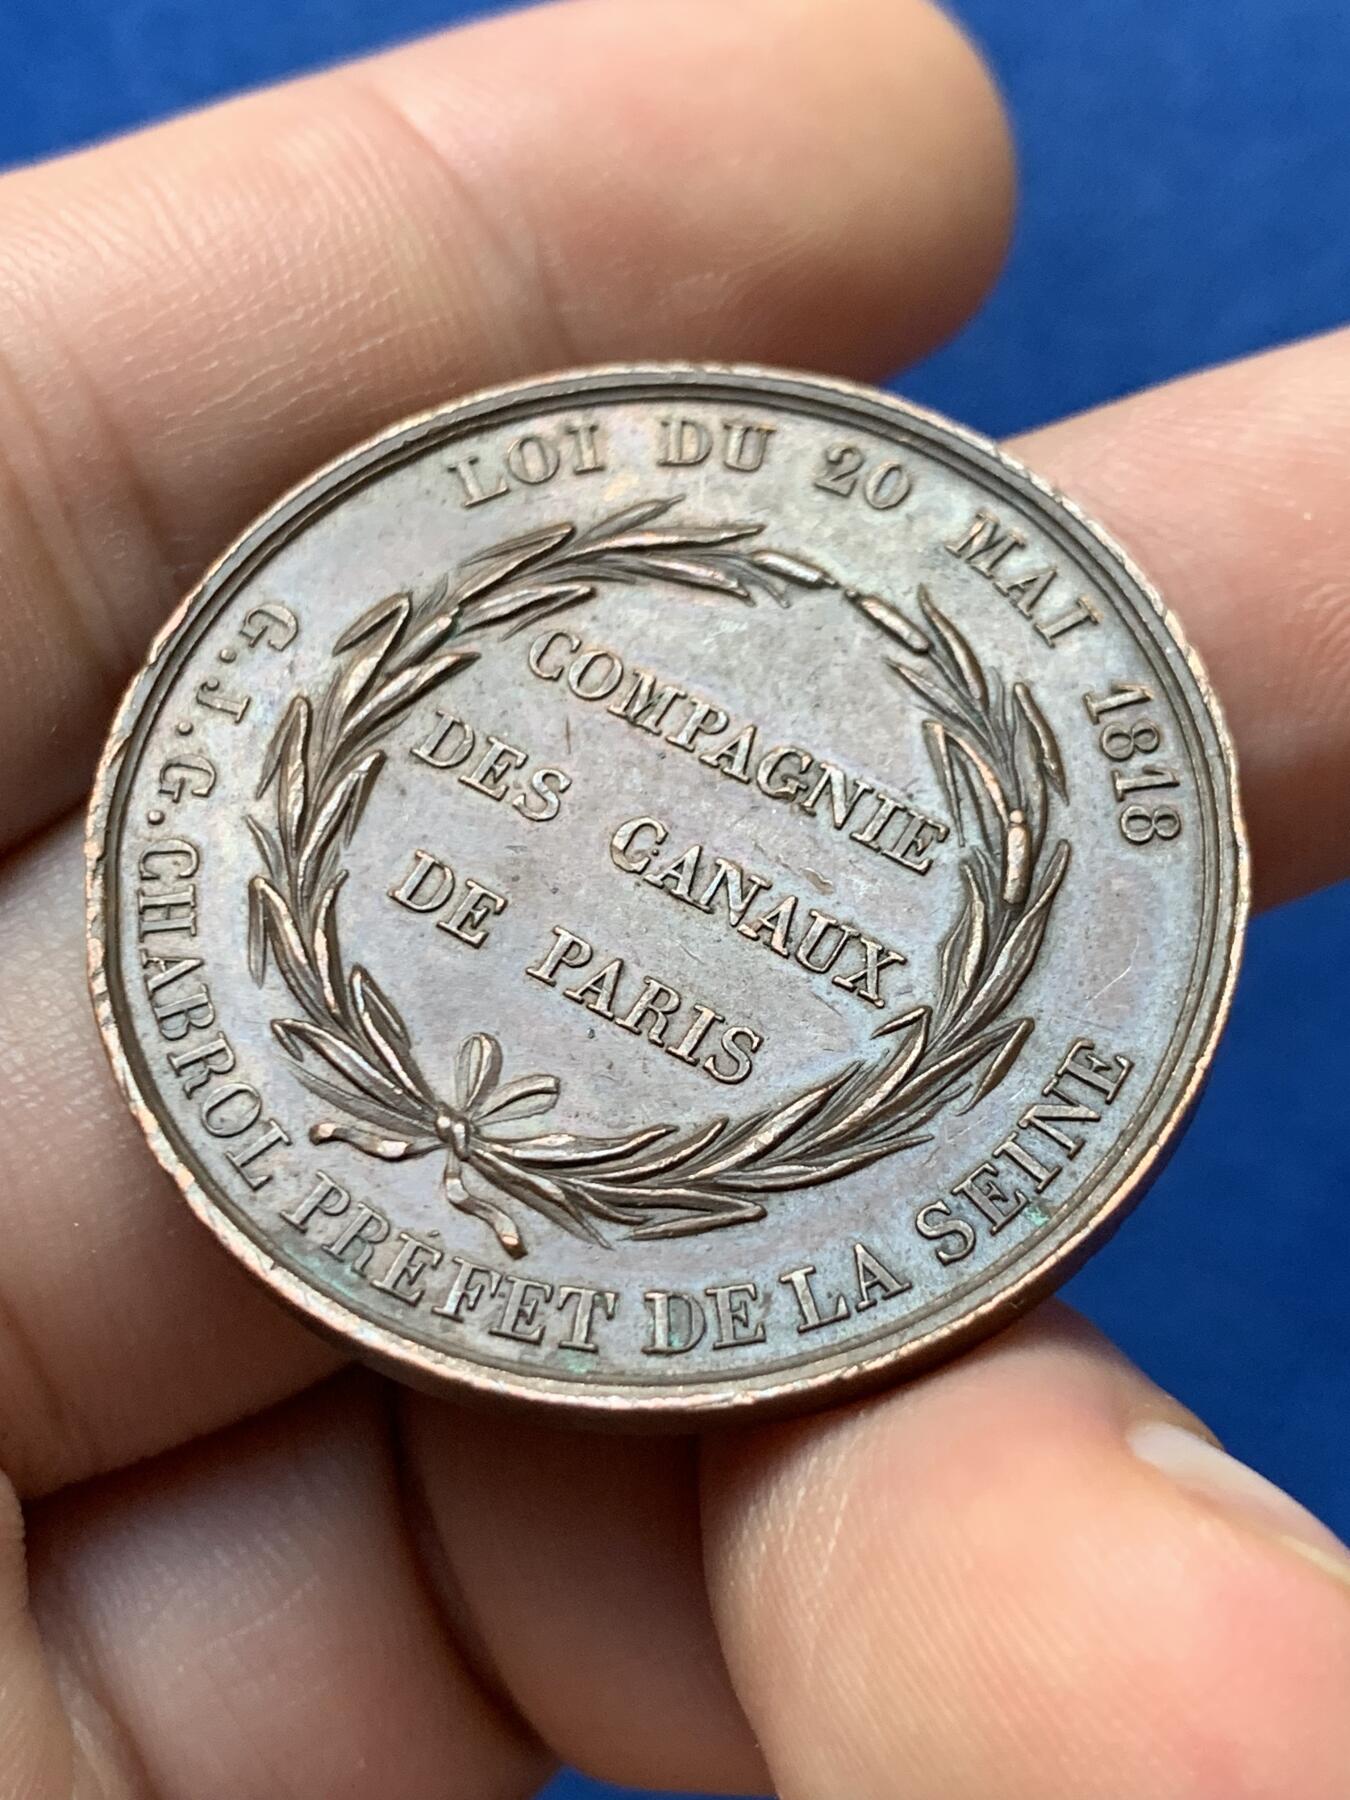 LOI DU 20 MAI 1818
COMPAGNIE
DES CANAUX
DE PARIS
G.J.G.CHABROL PRÉFET DE LA SEINE